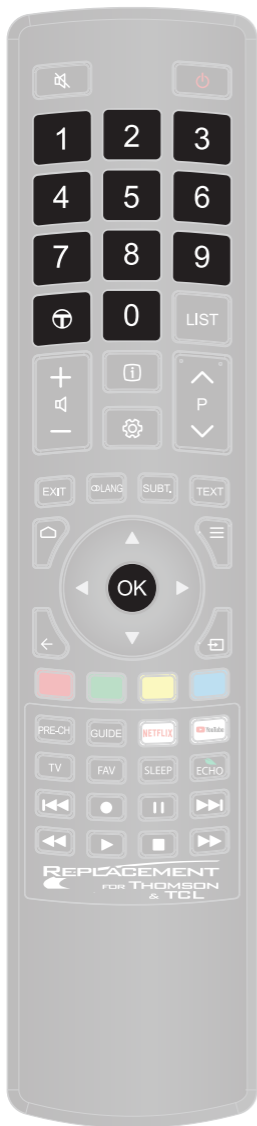 1 2 3
4 5 6
7 8 9
T 0 LIST
+ i
P
-
EXIT LANG SUBT. TEXT
OK
PRE-CH GUIDE NETFLIX YouTube
TV FAV SLEEP ECHO
REPLACEMENT
FOR THOMSON
& TCL